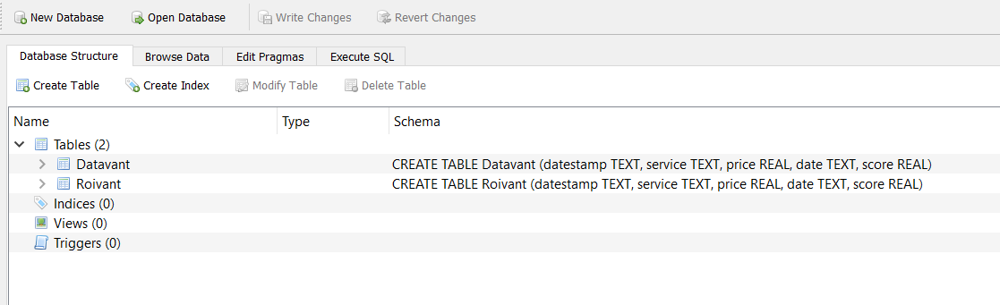 New Database Open Database Write Changes Revert Changes
Database Structure Browse Data Edit Pragmas Execute SQL
Create Table Create Index Modify Table Delete Table
Name Type Schema
Tables (2)
Datavant CREATE TABLE Datavant (datestamp TEXT, service TEXT, price REAL, date TEXT, score REAL)
Roivant CREATE TABLE Roivant (datestamp TEXT, service TEXT, price REAL, date TEXT, score REAL)
Indices (0)
Views (0)
Triggers (0)